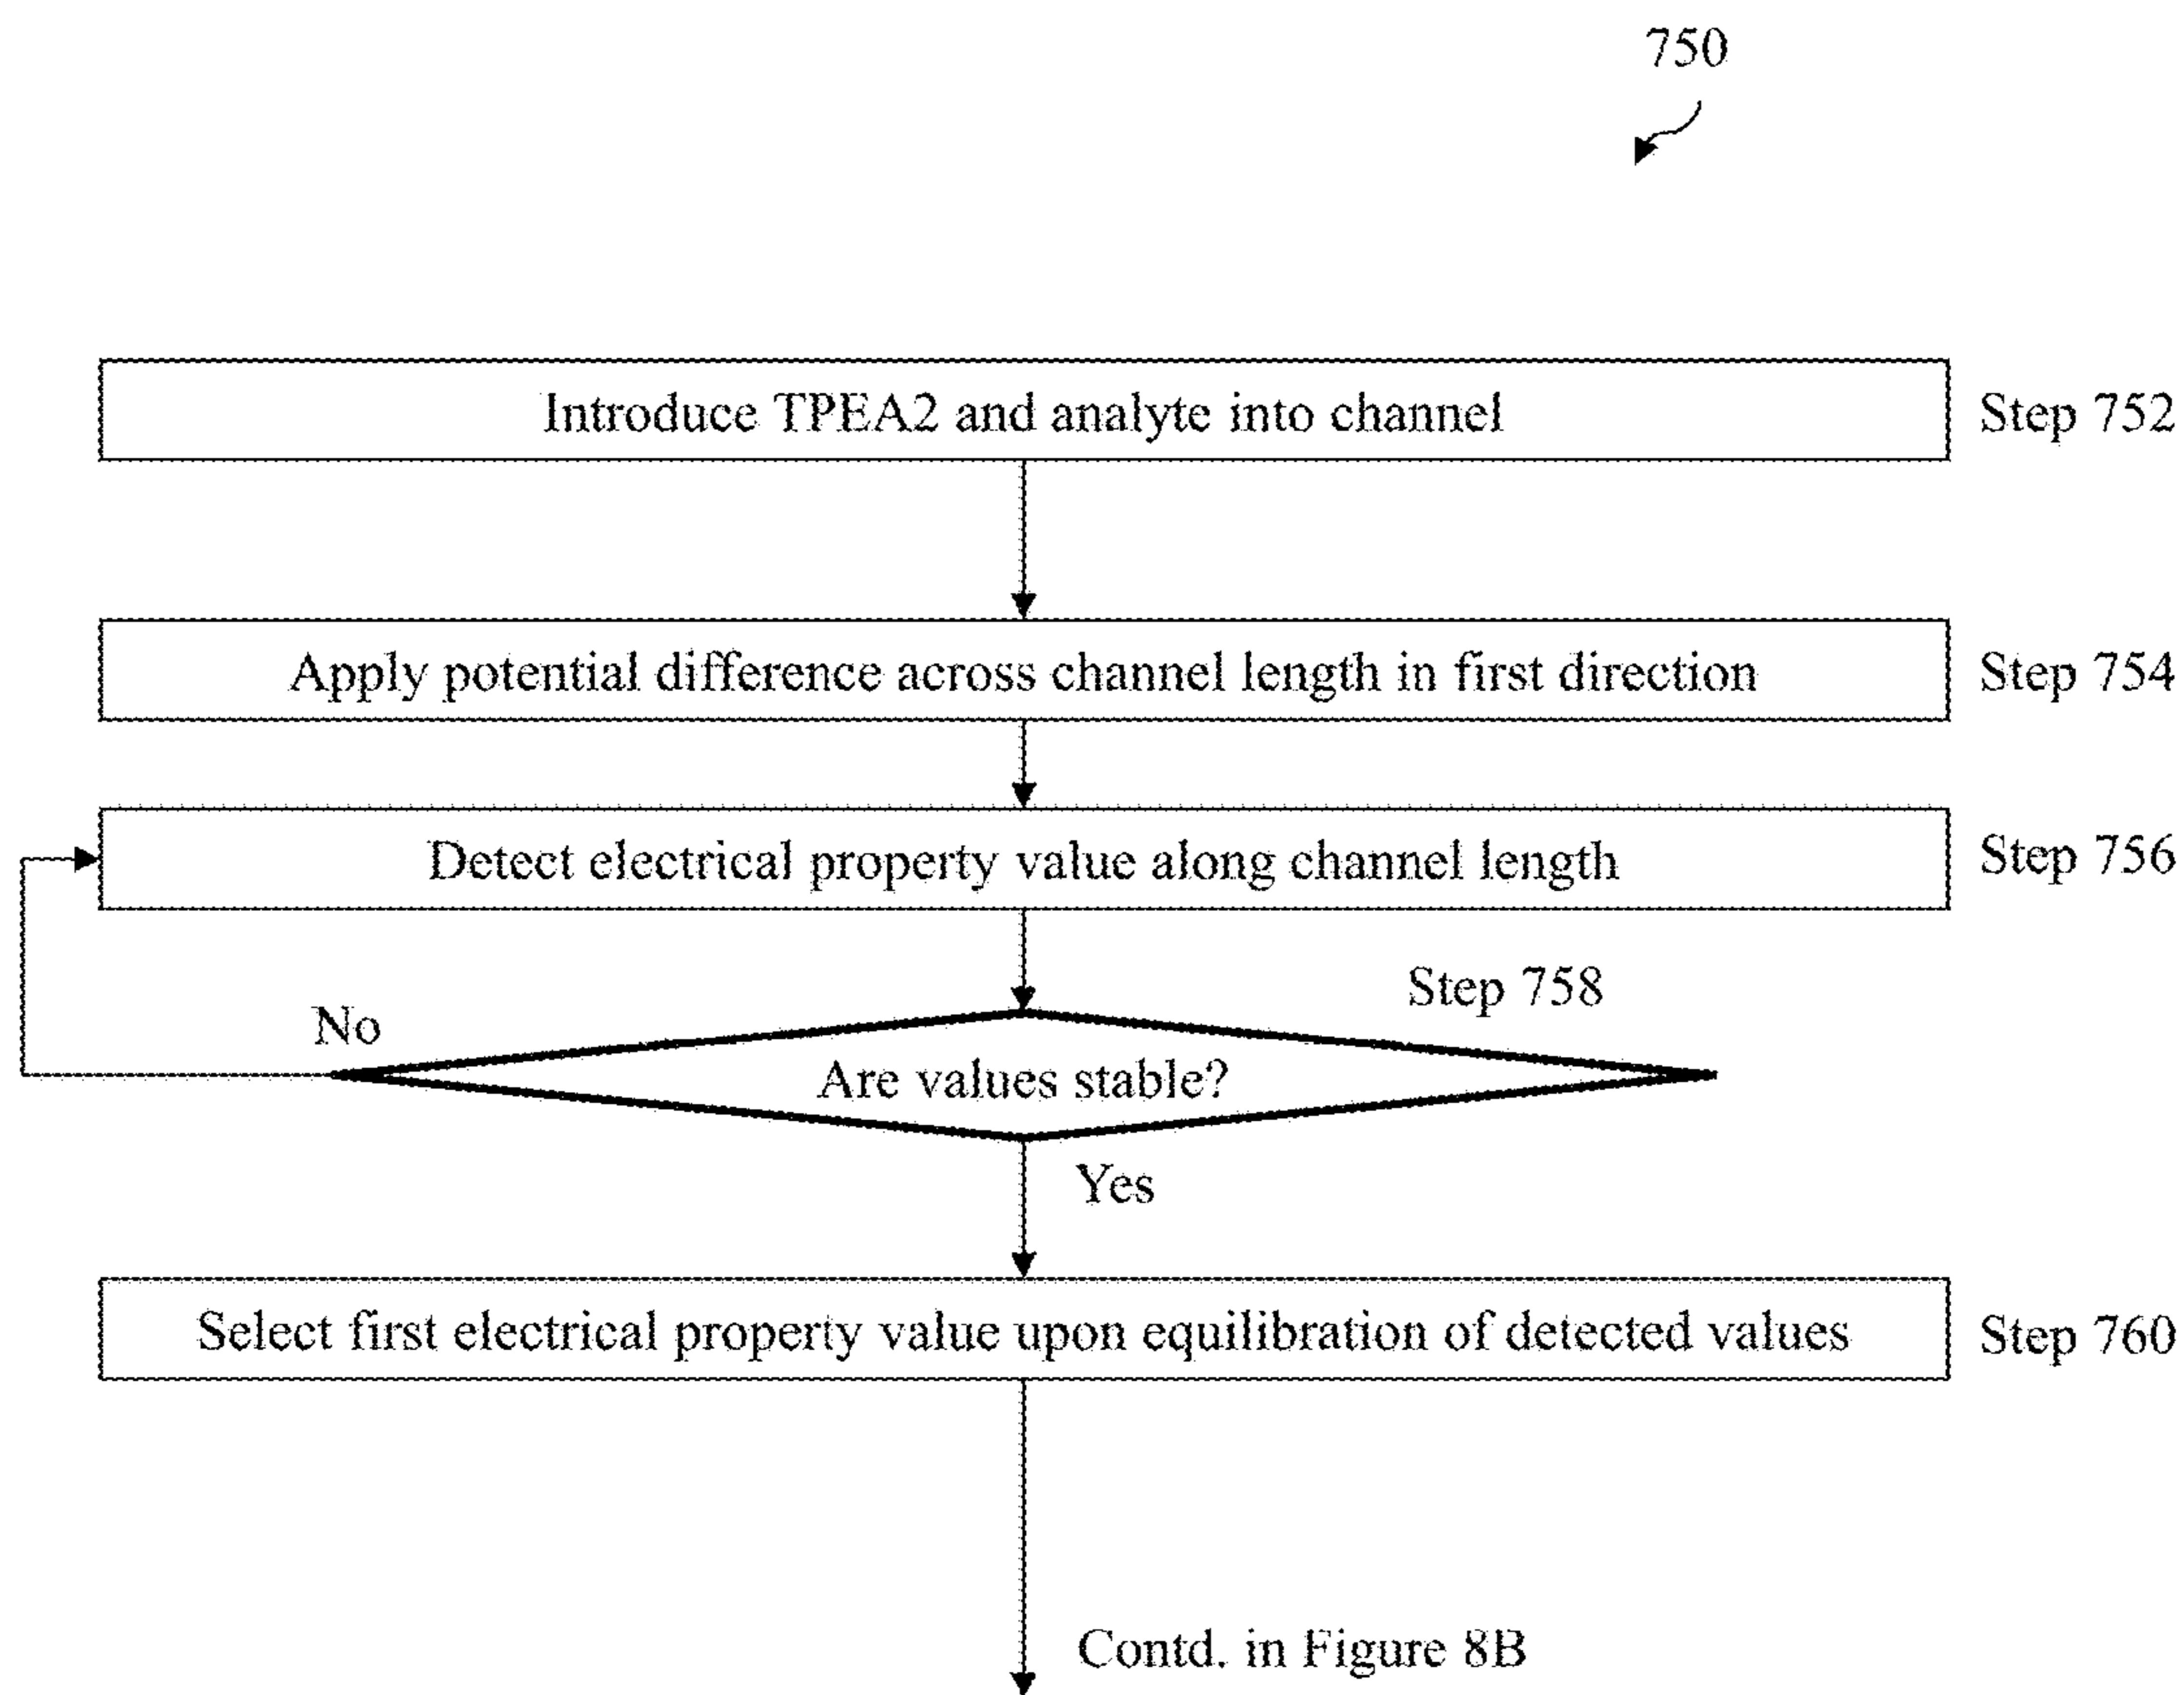 750
Introduce TPEA2 and analyte into channel
Step 752
Apply potential difference across channel length in first direction
Step 754
Detect electrical property value along channel length
Step 756
Step 758
No
Are values stable?
Yes
Select first electrical property value upon equilibration of detected values
Step 760
Contd. in Figure 8B